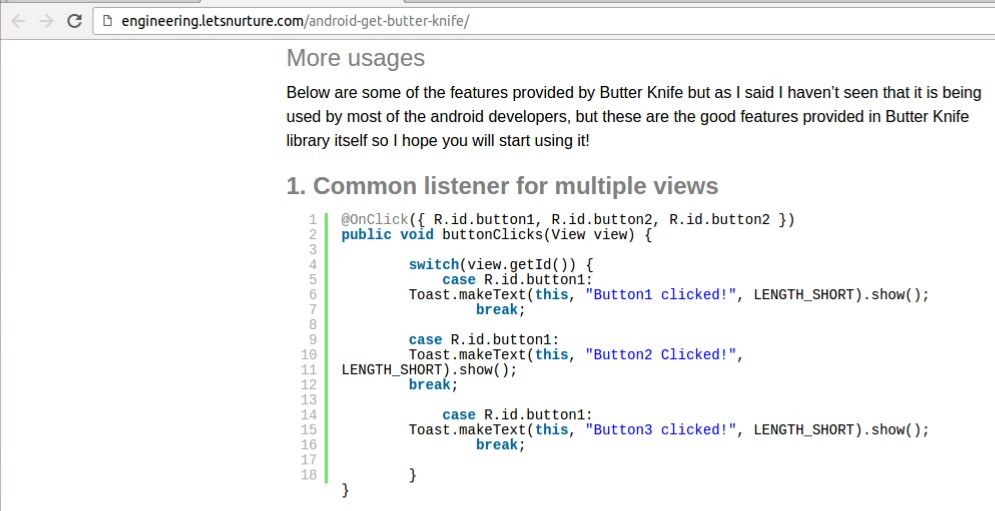 engineering.letsnurture.com/android-get-butter-knife/
More usages
Below are some of the features provided by Butter Knife but as I said I haven't seen that it is being
used by most of the android developers, but these are the good features provided in Butter Knife
library itself so I hope you will start using it!
1. Common listener for multiple views
1 @OnClick({ R.id.button1, R.id.button2, R.id.button2 })
2 public void buttonClicks(View view) {
3
4 switch(view.getId()) {
5 case R.id.button1:
6 Toast.makeText(this, "Button1 clicked!", LENGTH_SHORT).show();
7 break;
8
9 case R.id.button1:
10 Toast.makeText(this, "Button2 Clicked!",
11 LENGTH_SHORT).show();
12 break;
13
14 case R.id.button1:
15 Toast.makeText(this, "Button3 clicked!", LENGTH_SHORT).show();
16 break;
17
18 }
}